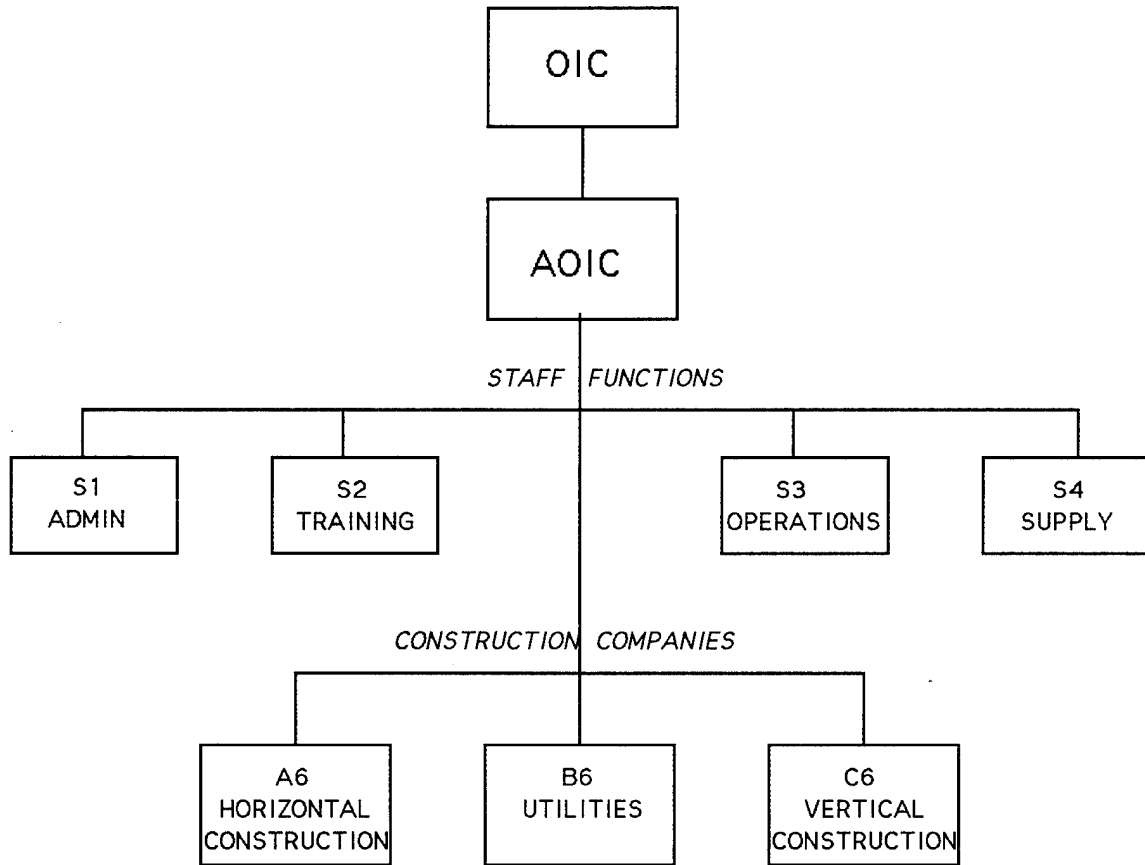 OIC
AOIC
STAFF FUNCTIONS
S1
ADMIN
S2
TRAINING
S3
OPERATIONS
S4
SUPPLY
CONSTRUCTION COMPANIES
A6
HORIZONTAL
CONSTRUCTION
B6
UTILITIES
C6
VERTICAL
CONSTRUCTION